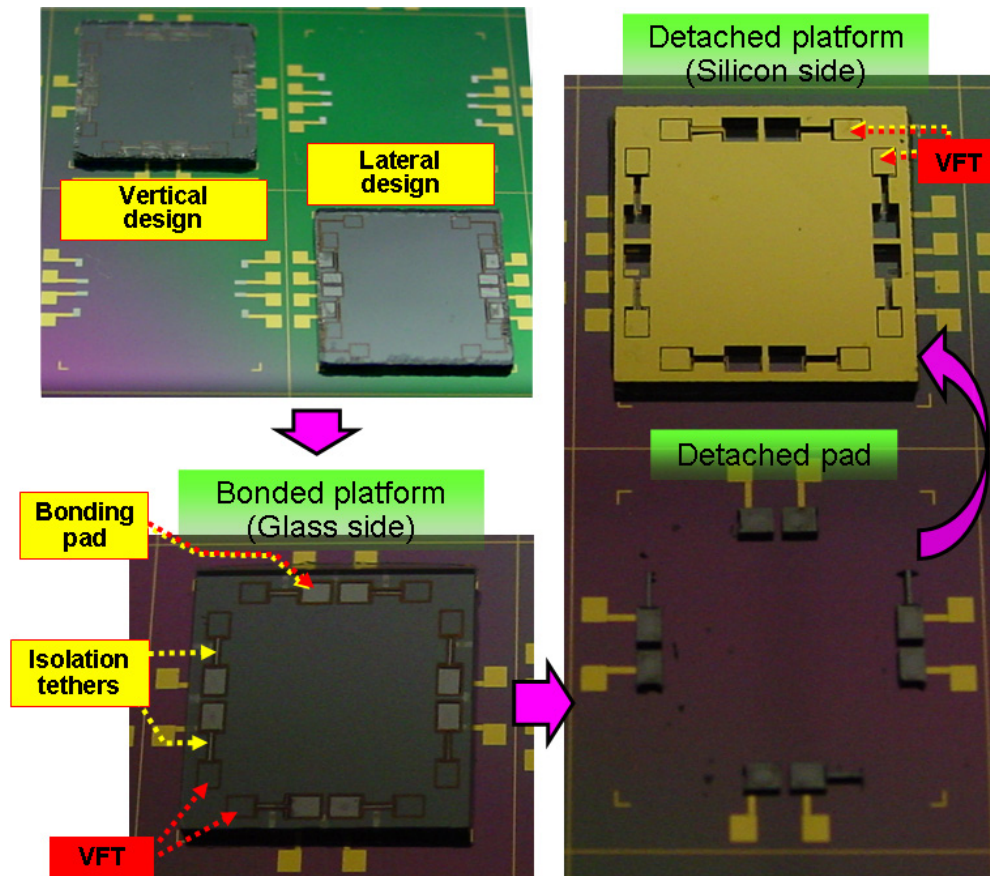 Vertical
design
Lateral
design
Detached platform
(Silicon side)
VFT
Bonded platform
(Glass side)
Bonding
pad
Isolation
tethers
VFT
Detached pad